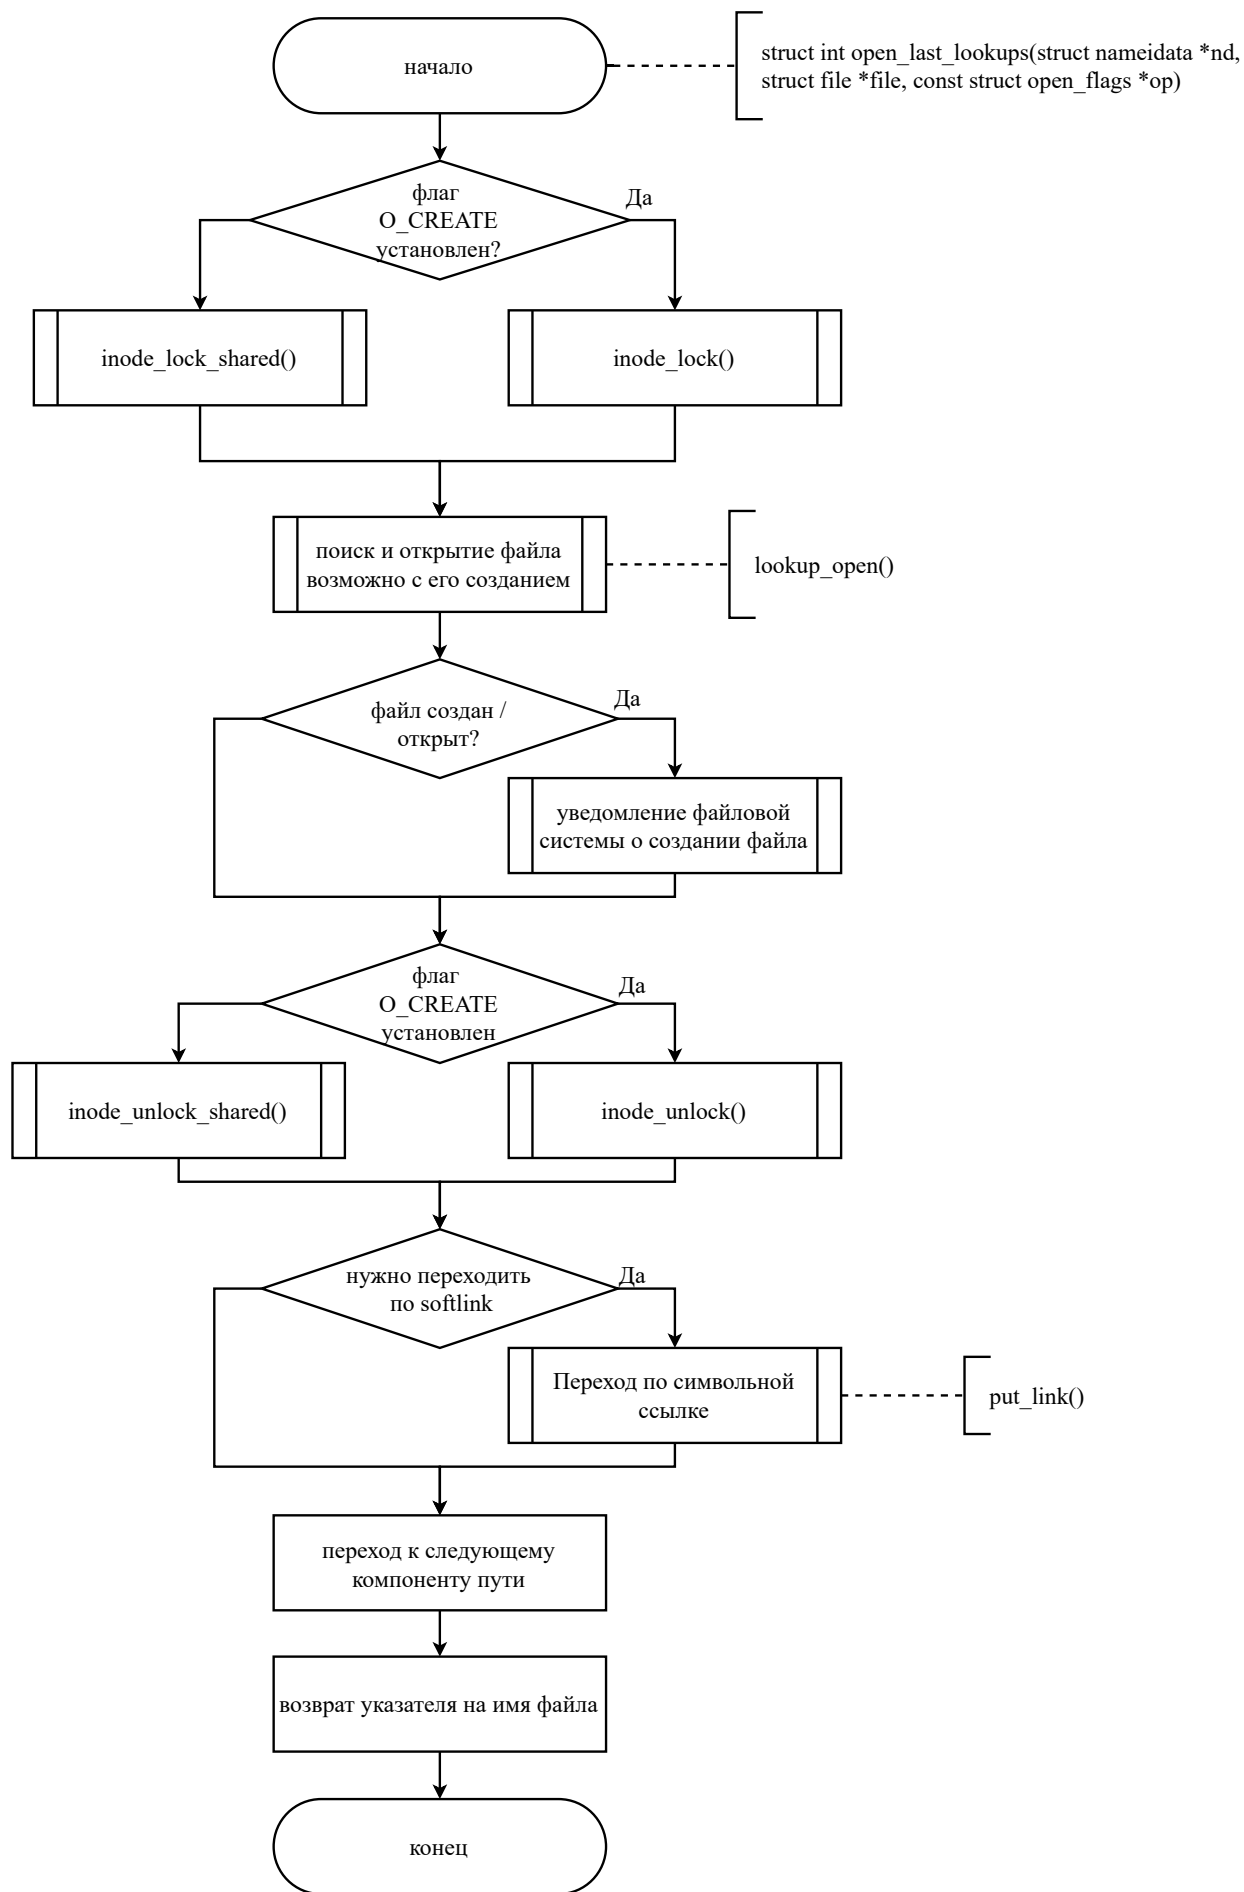 начало
struct int open_last_lookups(struct nameidata *nd,
struct file *file, const struct open_flags *op)
флаг
O_CREATE
установлен?
Да
inode_lock_shared()
inode_lock()
поиск и открытие файла
возможно с его созданием
lookup_open()
файл создан /
открыт?
Да
уведомление файловой
системы о создании файла
флаг
O_CREATE
установлен
Да
inode_unlock_shared()
inode_unlock()
нужно переходить
по softlink
Да
Переход по символьной
ссылке
put_link()
переход к следующему
компоненту пути
возврат указателя на имя файла
конец